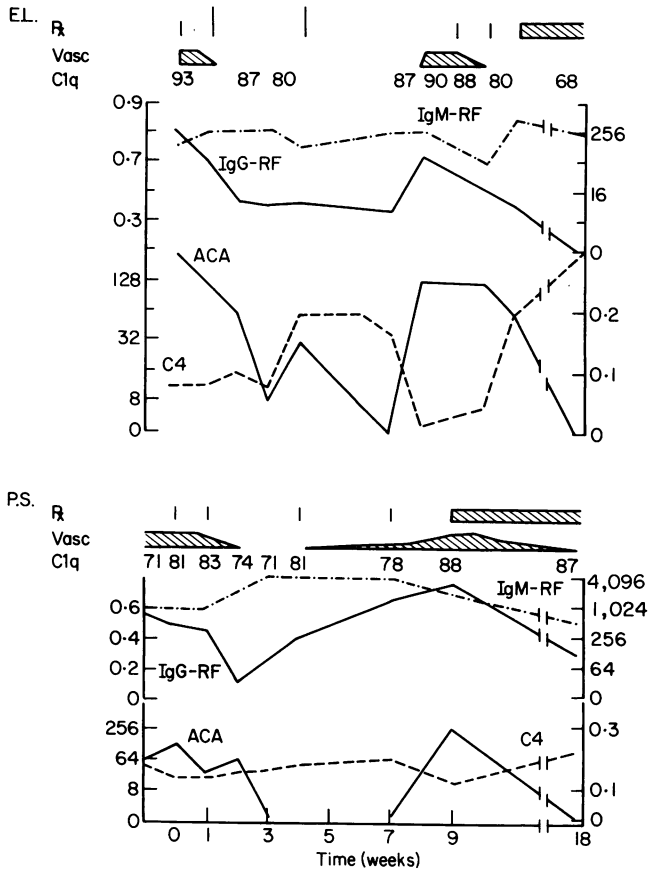 E.L.
Rx
Vasc
C1q 93 87 80 87 90 88 80 68
0·9
0·7
0·3
128
32
8
0
IgM-RF
IgG-RF
ACA
C4
256
16
0
0·2
0·1
0
P.S.
Rx
Vasc
C1q
71 81 83 74 71 81 78 88 87
0·6
0·4
0·2
0
IgM-RF
IgG-RF
4,096
1,024
256
64
0
256
64
8
0
ACA
C4
0·3
0·1
0
0 1 3 5 7 9 18
Time (weeks)